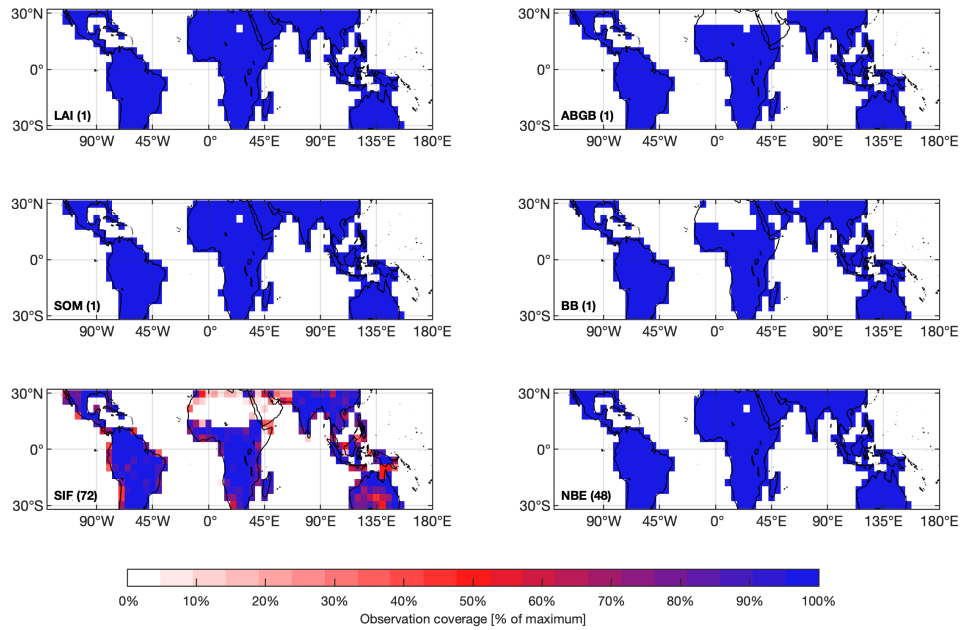 30°N
0°
30°S
LAI (1)
90°W 45°W 0° 45°E 90°E 135°E 180°E
30°N
0°
30°S
ABGB (1)
90°W 45°W 0° 45°E 90°E 135°E 180°E
30°N
0°
30°S
SOM (1)
90°W 45°W 0° 45°E 90°E 135°E 180°E
30°N
0°
30°S
BB (1)
90°W 45°W 0° 45°E 90°E 135°E 180°E
30°N
0°
30°S
SIF (72)
90°W 45°W 0° 45°E 90°E 135°E 180°E
30°N
0°
30°S
NBE (48)
90°W 45°W 0° 45°E 90°E 135°E 180°E
0% 10% 20% 30% 40% 50% 60% 70% 80% 90% 100%
Observation coverage [% of maximum]